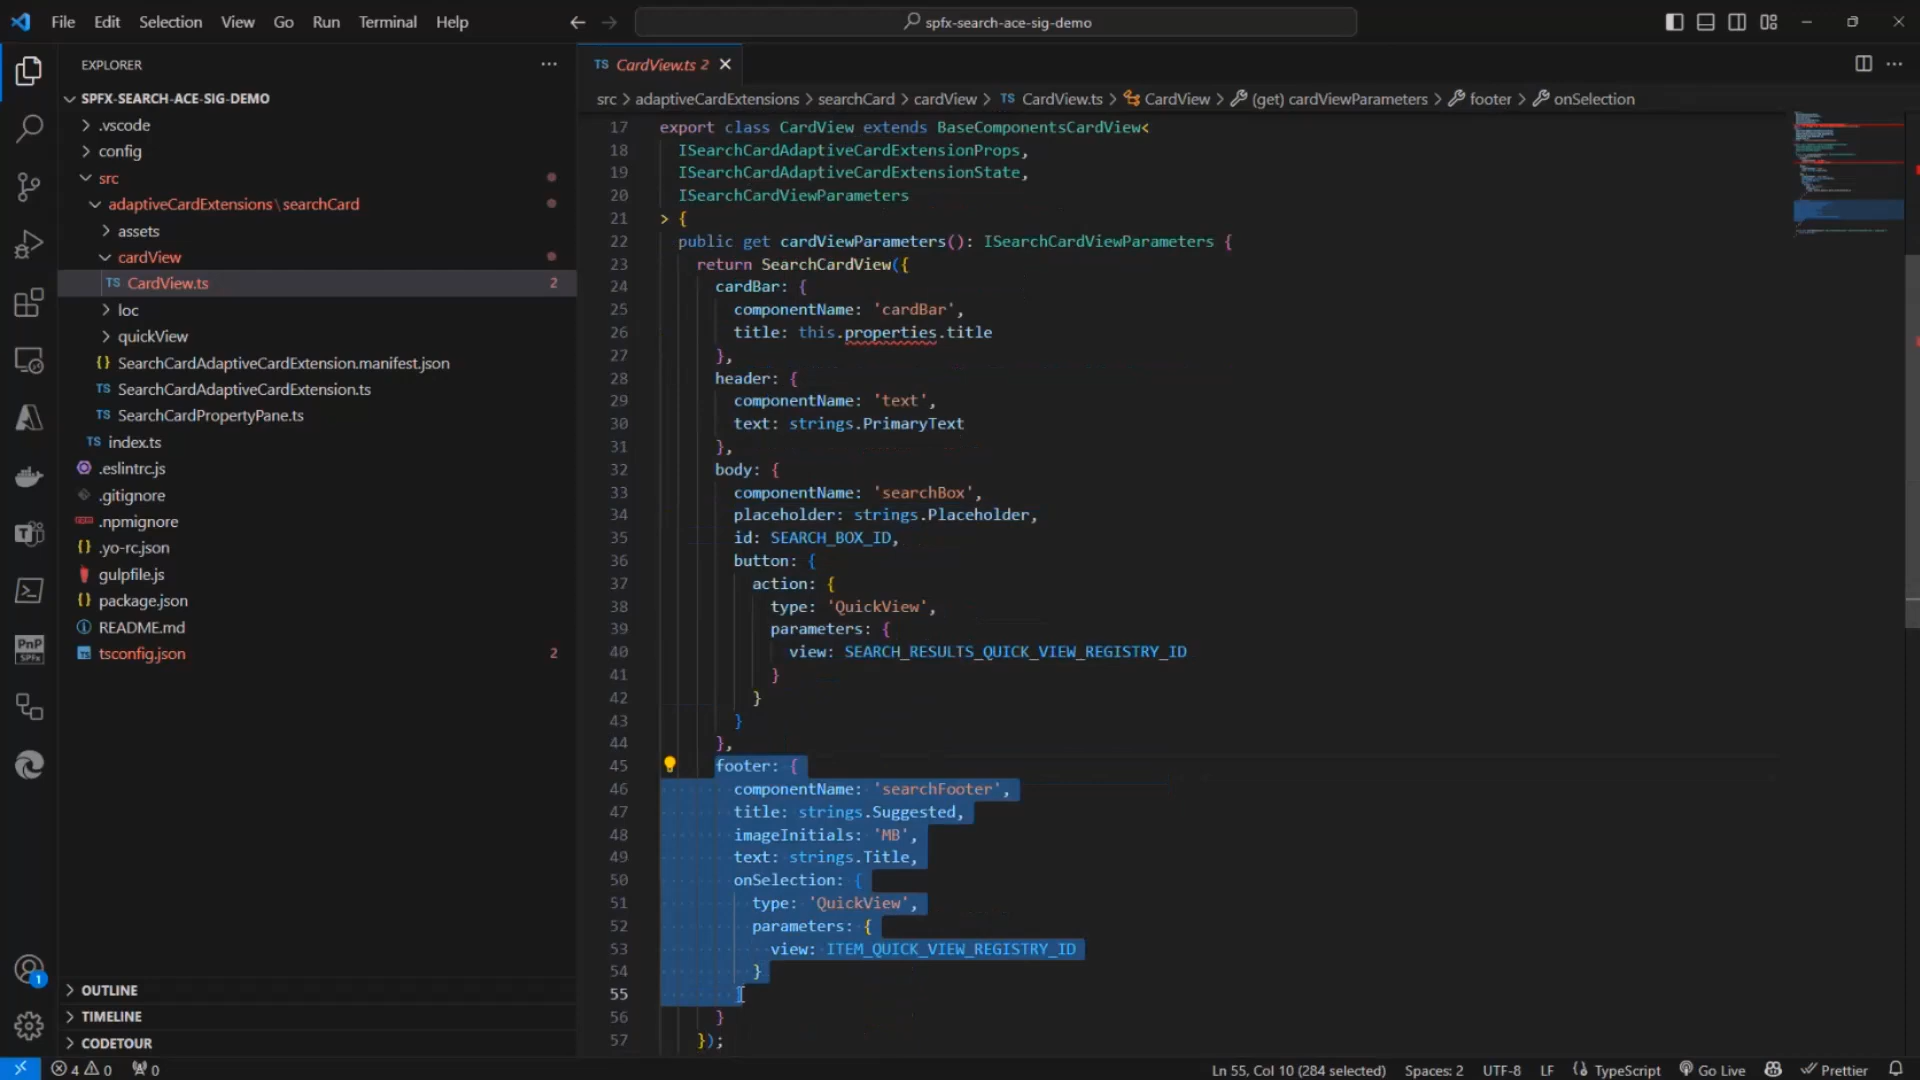 File Edit Selection View Go Run Terminal Help
spfx-search-ace-sig-demo
EXPLORER
SPFX-SEARCH-ACE-SIG-DEMO
.vscode
config
src
adaptiveCardExtensions\searchCard
assets
cardView
TS CardView.ts 2
loc
quickView
{} SearchCardAdaptiveCardExtension.manifest.json
TS SearchCardAdaptiveCardExtension.ts
TS SearchCardPropertyPane.ts
TS index.ts
.eslintrc.js
.gitignore
.npmignore
{} .yo-rc.json
gulpfile.js
{} package.json
README.md
tsconfig.json 2
OUTLINE
TIMELINE
CODETOUR
PnP
SPFx
1
TS CardView.ts 2
src > adaptiveCardExtensions > searchCard > cardView > TS CardView.ts > CardView > (get) cardViewParameters > footer > onSelection
17 export class CardView extends BaseComponentsCardView<
18 ISearchCardAdaptiveCardExtensionProps,
19 ISearchCardAdaptiveCardExtensionState,
20 ISearchCardViewParameters
21 > {
22 public get cardViewParameters(): ISearchCardViewParameters {
23 return SearchCardView({
24 cardBar: {
25 componentName: 'cardBar',
26 title: this.properties.title
27 },
28 header: {
29 componentName: 'text',
30 text: strings.PrimaryText
31 },
32 body: {
33 componentName: 'searchBox',
34 placeholder: strings.Placeholder,
35 id: SEARCH_BOX_ID,
36 button: {
37 action: {
38 type: 'QuickView',
39 parameters: {
40 view: SEARCH_RESULTS_QUICK_VIEW_REGISTRY_ID
41 }
42 }
43 }
44 },
45 footer: {
46 componentName: 'searchFooter',
47 title: strings.Suggested,
48 imageInitials: 'MB',
49 text: strings.Title,
50 onSelection: {
51 type: 'QuickView',
52 parameters: {
53 view: ITEM_QUICK_VIEW_REGISTRY_ID
54 }
55 }
56 }
57 });
4 0 0 Ln 55, Col 10 (284 selected) Spaces: 2 UTF-8 LF {} TypeScript Go Live Prettier